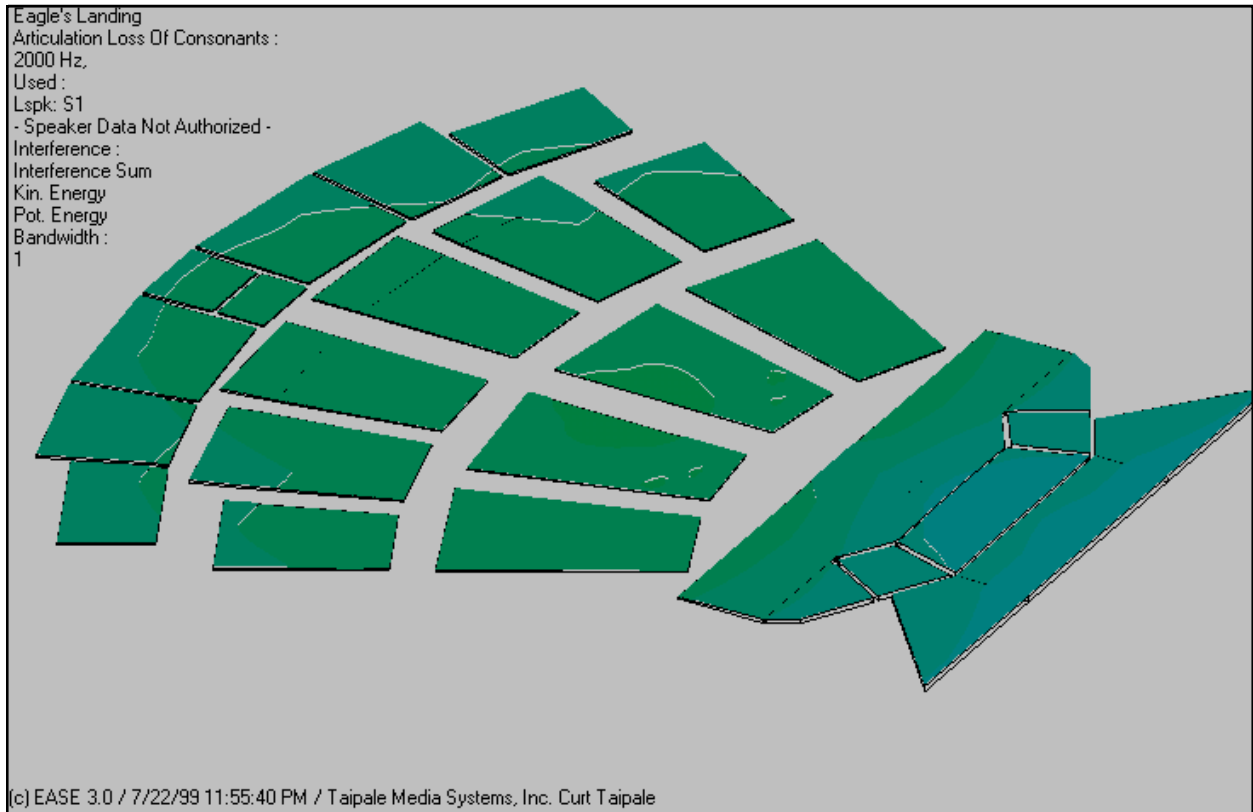 Eagle's Landing
Articulation Loss Of Consonants :
2000 Hz,
Used :
Lspk: S1
- Speaker Data Not Authorized -
Interference :
Interference Sum
Kin. Energy
Pot. Energy
Bandwidth :
1
(c) EASE 3.0 / 7/22/99 11:55:40 PM / Taipale Media Systems, Inc. Curt Taipale